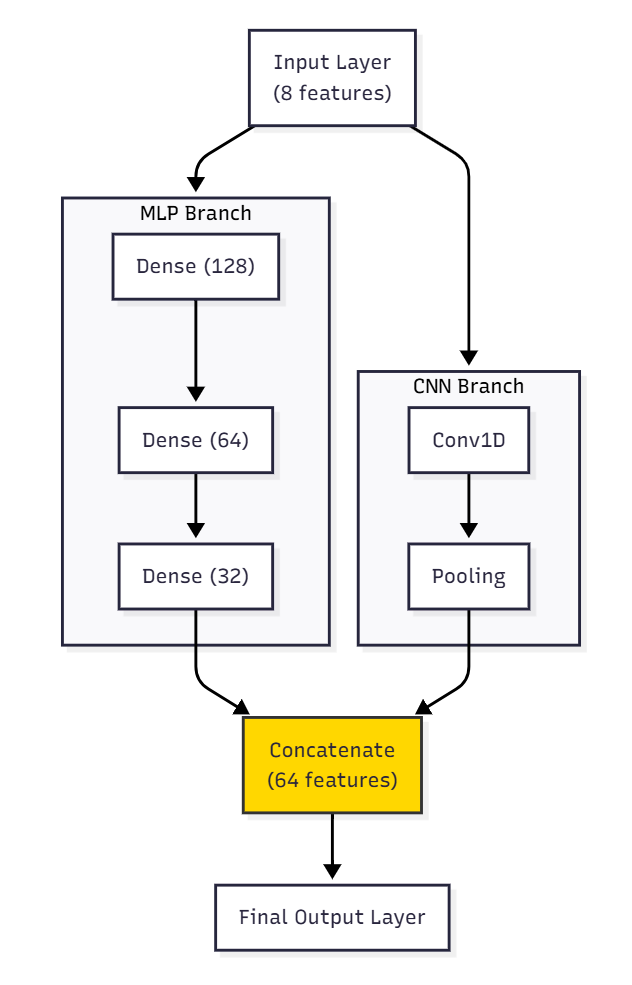 Input Layer
(8 features)
MLP Branch
Dense (128)
Dense (64)
Dense (32)
CNN Branch
Conv1D
Pooling
Concatenate
(64 features)
Final Output Layer